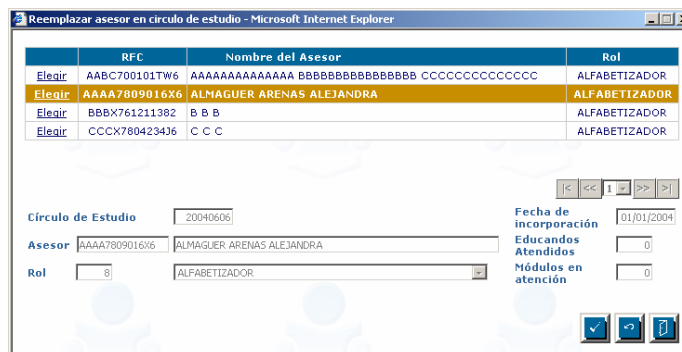 Reemplazar asesor en circulo de estudio - Microsoft Internet Explorer
RFC Nombre del Asesor Rol
Elegir AABC700101TW6 AAAAAAAAAAAAAA BBBBBBBBBBBBBBBB CCCCCCCCCCCCCC ALFABETIZADOR
Elegir AAAA7809016X6 ALMAGUER ARENAS ALEJANDRA ALFABETIZADOR
Elegir BBBX761211382 B B B ALFABETIZADOR
Elegir CCCX7804234J6 C C C ALFABETIZADOR
|< << 1 >> >|
Círculo de Estudio 20040606 Fecha de incorporación 01/01/2004
Asesor AAAA7809016X6 ALMAGUER ARENAS ALEJANDRA Educandos Atendidos 0
Rol 8 ALFABETIZADOR Módulos en atención 0